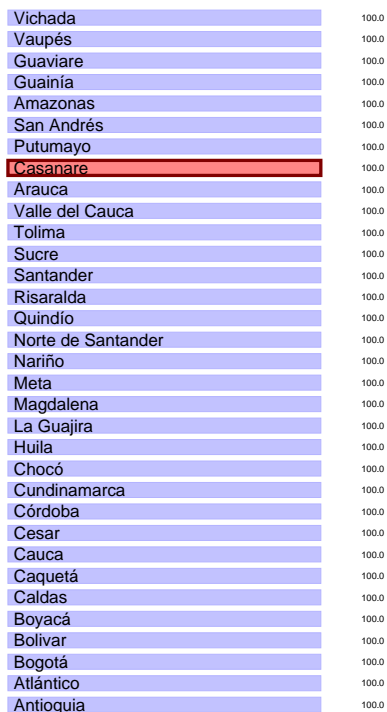 Vichada 100.0
Vaupés 100.0
Guaviare 100.0
Guainía 100.0
Amazonas 100.0
San Andrés 100.0
Putumayo 100.0
Casanare 100.0
Arauca 100.0
Valle del Cauca 100.0
Tolima 100.0
Sucre 100.0
Santander 100.0
Risaralda 100.0
Quindío 100.0
Norte de Santander 100.0
Nariño 100.0
Meta 100.0
Magdalena 100.0
La Guajira 100.0
Huila 100.0
Chocó 100.0
Cundinamarca 100.0
Córdoba 100.0
Cesar 100.0
Cauca 100.0
Caquetá 100.0
Caldas 100.0
Boyacá 100.0
Bolivar 100.0
Bogotá 100.0
Atlántico 100.0
Antioquia 100.0